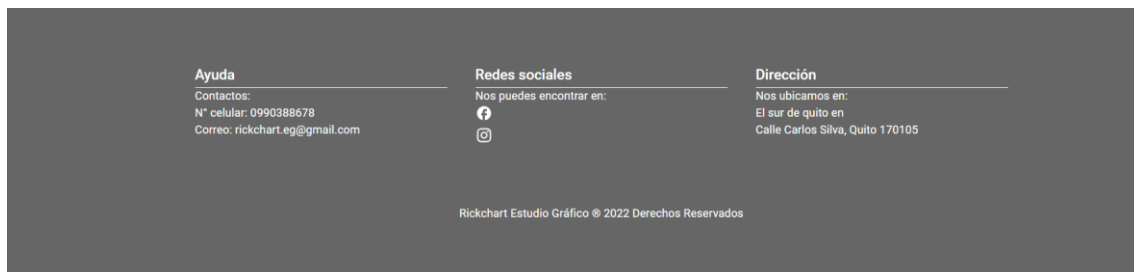 Ayuda
Contactos:
N° celular: 0990388678
Correo: rickchart.eg@gmail.com
Redes sociales
Nos puedes encontrar en:
Dirección
Nos ubicamos en:
El sur de quito en
Calle Carlos Silva, Quito 170105
Rickchart Estudio Gráfico ® 2022 Derechos Reservados